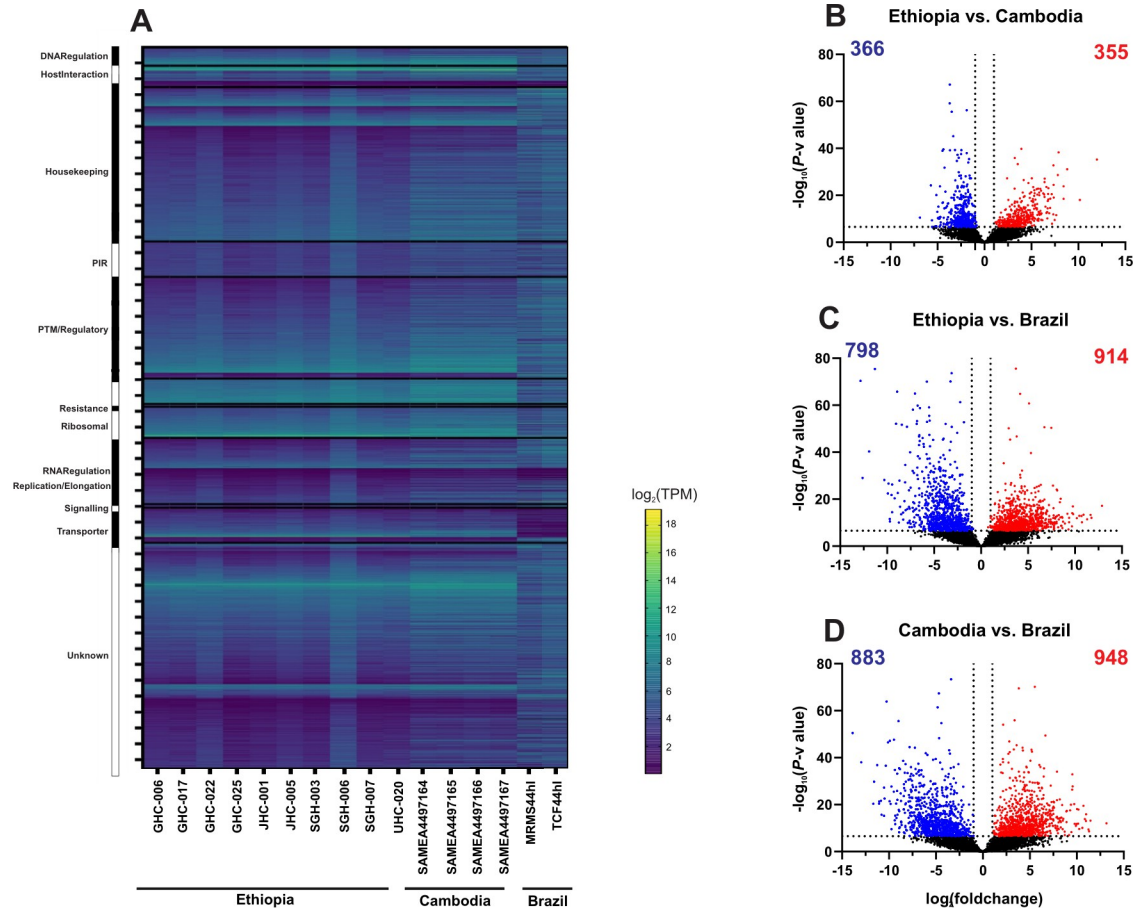 A
DNARegulation
HostInteraction
Housekeeping
PIR
PTM/Regulatory
Resistance
Ribosomal
RNARegulation
Replication/Elongation
Signalling
Transporter
Unknown
log2(TPM)
18
16
14
12
10
8
6
4
2
GHC-006
GHC-017
GHC-022
GHC-025
JHC-001
JHC-005
SGH-003
SGH-006
SGH-007
UHC-020
SAMEA4497164
SAMEA4497165
SAMEA4497166
SAMEA4497167
MRMS44hl
TCF44hl
Ethiopia
Cambodia
Brazil
B
Ethiopia vs. Cambodia
366
355
80
60
40
20
0
-log10(P-v alue)
-15 -10 -5 0 5 10 15
C
Ethiopia vs. Brazil
798
914
80
60
40
20
0
-log10(P-v alue)
-15 -10 -5 0 5 10 15
D
Cambodia vs. Brazil
883
948
80
60
40
20
0
-log10(P-v alue)
-15 -10 -5 0 5 10 15
log2(foldchange)